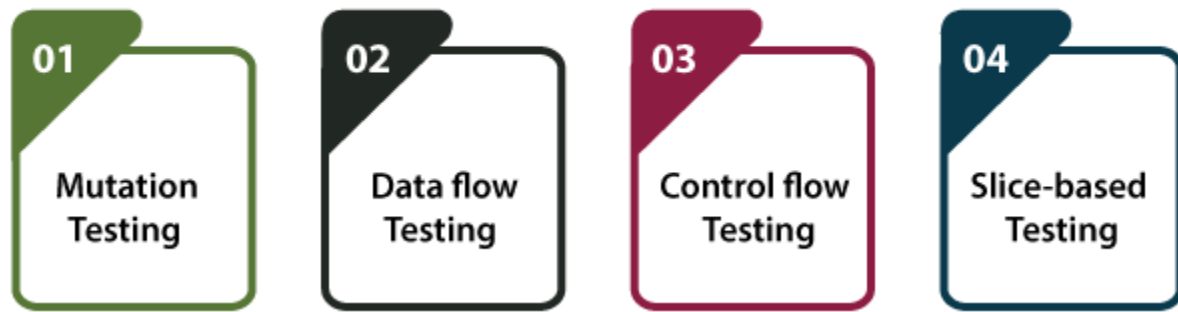 01
Mutation
Testing
02
Data flow
Testing
03
Control flow
Testing
04
Slice-based
Testing